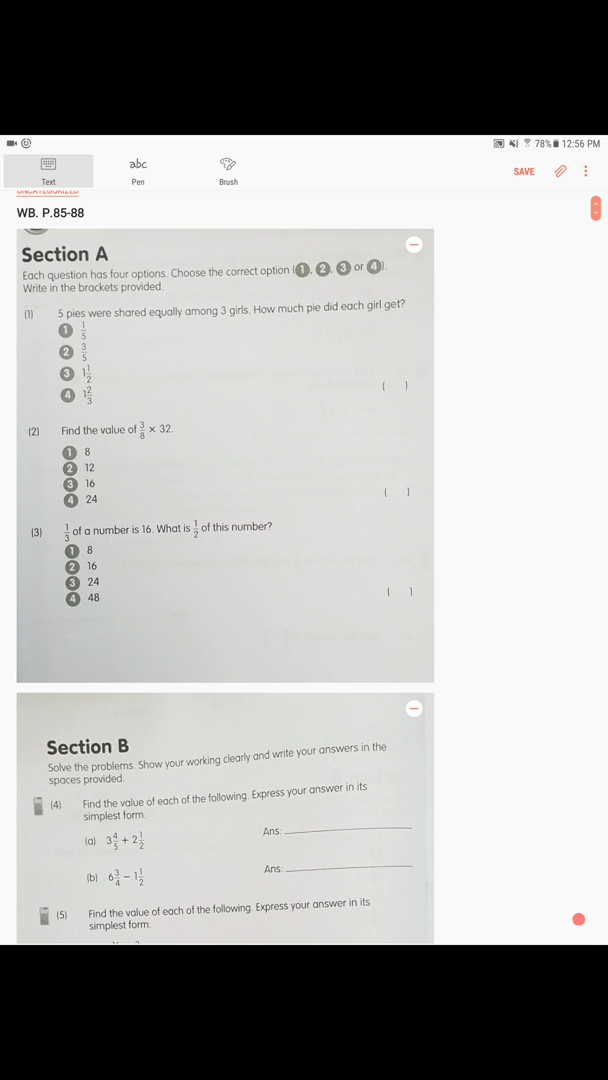 78% 12:56 PM
Text
abc
Pen
Brush
SAVE
UNCATEGORIZED
WB. P.85-88
Section A
Each question has four options. Choose the correct option (1, 2, 3 or 4).
Write in the brackets provided.
(1) 5 pies were shared equally among 3 girls. How much pie did each girl get?
1 1/5
2 3/5
3 1 1/2
4 1 2/3
( )
(2) Find the value of 3/8 × 32.
1 8
2 12
3 16
4 24
( )
(3) 1/3 of a number is 16. What is 1/2 of this number?
1 8
2 16
3 24
4 48
( )
Section B
Solve the problems. Show your working clearly and write your answers in the
spaces provided.
(4) Find the value of each of the following. Express your answer in its
simplest form.
(a) 3 4/5 + 2 1/2 Ans:
(b) 6 3/4 − 1 1/2 Ans:
(5) Find the value of each of the following. Express your answer in its
simplest form.